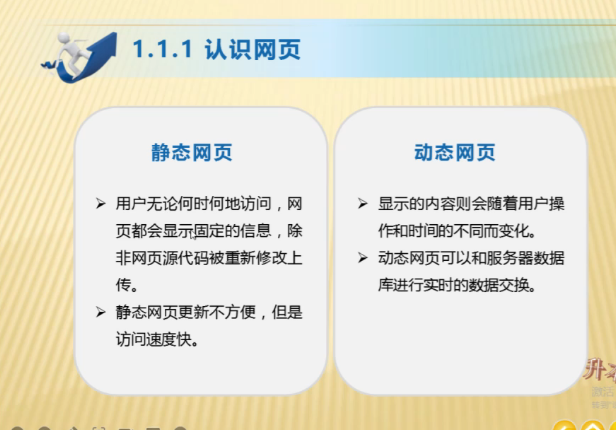 1.1.1 认识网页
静态网页
➢ 用户无论何时何地访问，网
页都会显示固定的信息，除
非网页源代码被重新修改上
传。
➢ 静态网页更新不方便，但是
访问速度快。
动态网页
➢ 显示的内容则会随着用户操
作和时间的不同而变化。
➢ 动态网页可以和服务器数据
库进行实时的数据交换。
升